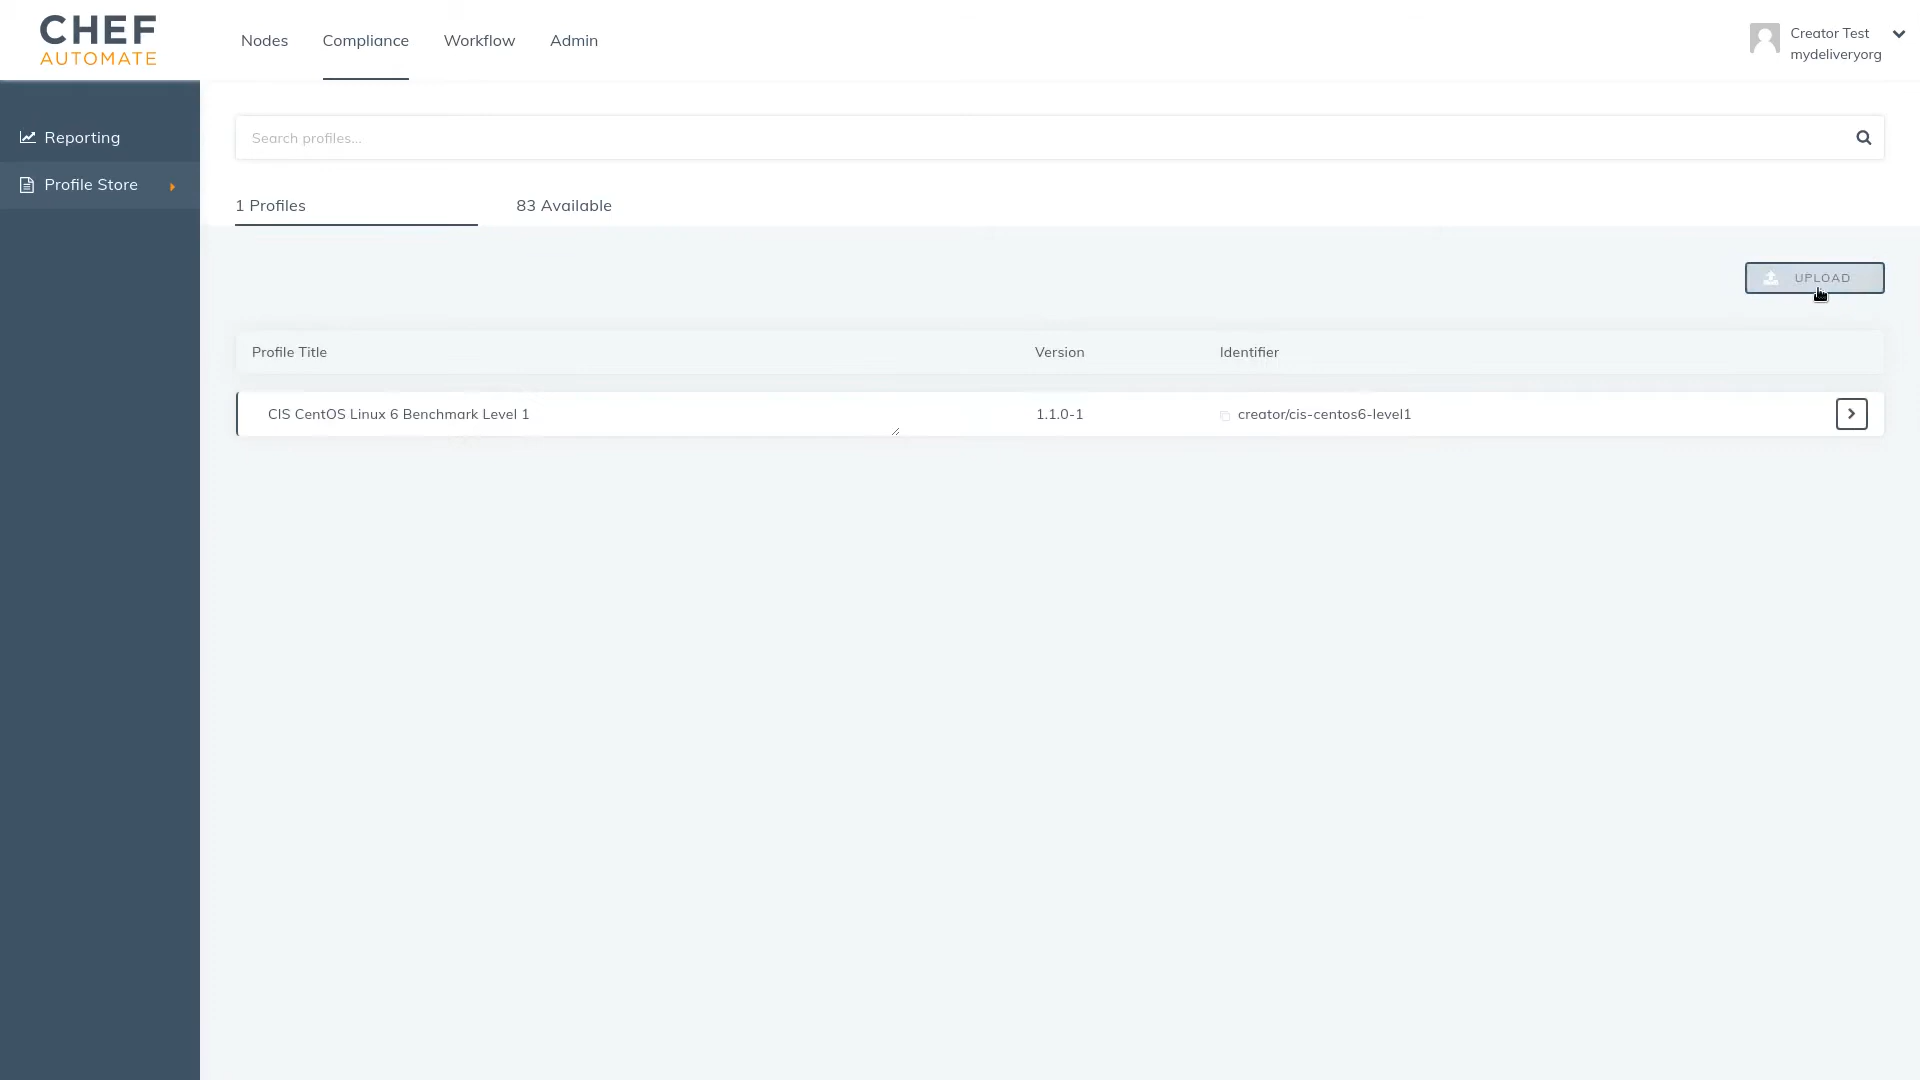 CHEF
AUTOMATE
Nodes
Compliance
Workflow
Admin
Creator Test
mydeliveryorg
Reporting
Profile Store
Search profiles...
1 Profiles
83 Available
UPLOAD
Profile Title
Version
Identifier
CIS CentOS Linux 6 Benchmark Level 1
1.1.0-1
creator/cis-centos6-level1